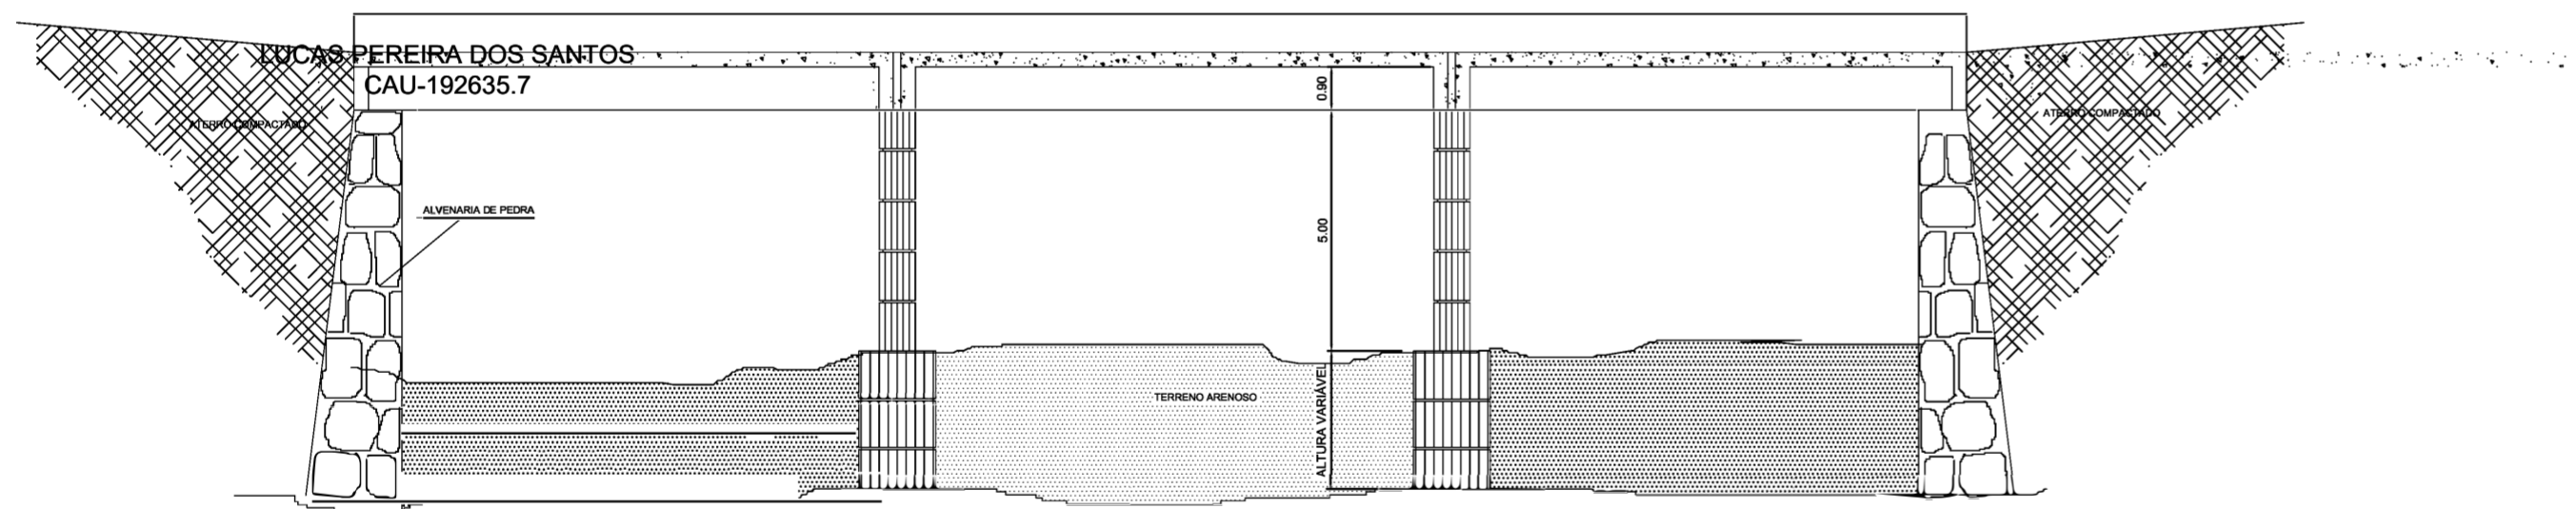 LUCAS PEREIRA DOS SANTOS
CAU-192635.7
0.90
ATERRO COMPACTADO
ATERRO COMPACTADO
ALVENARIA DE PEDRA
5.00
TERRENO ARENOSO
ALTURA VARIÁVEL